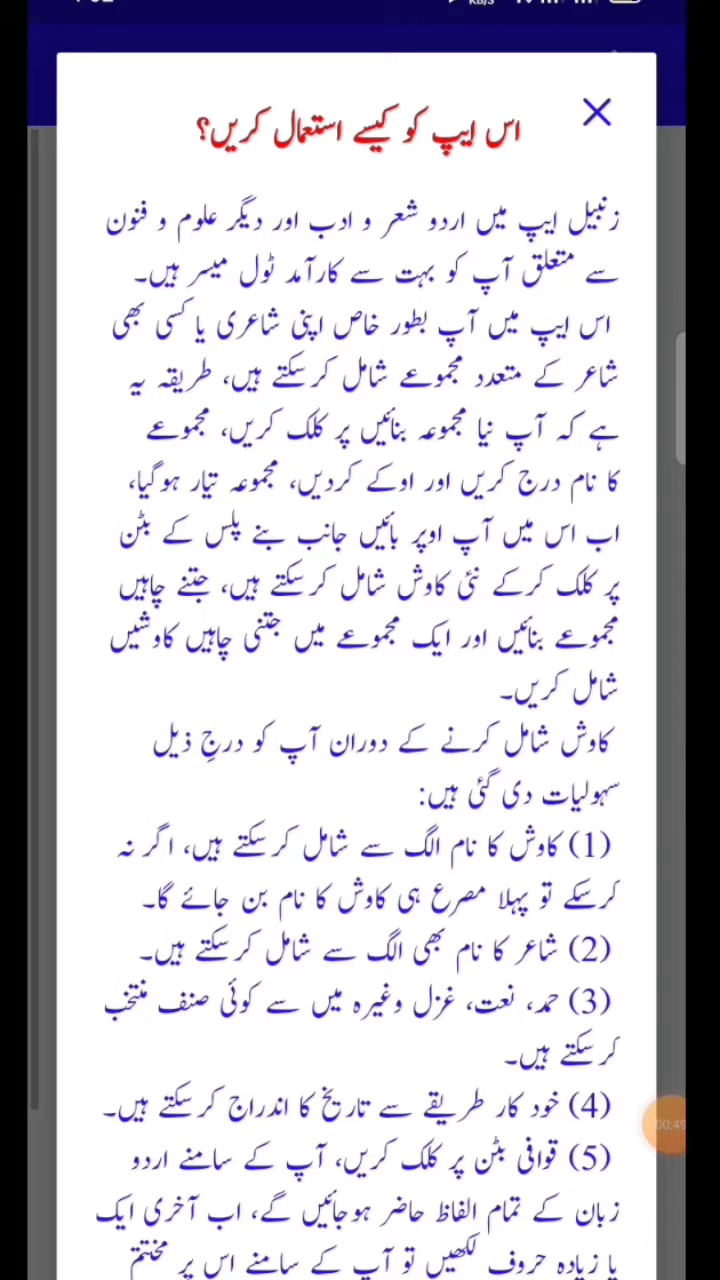 KB/S
اس ایپ کو کیسے استعمال کریں؟
زنبیل ایپ میں اردو شعر و ادب اور دیگر علوم و فنون
سے متعلق آپ کو بہت سے کارآمد ٹول میسر ہیں۔
اس ایپ میں آپ بطور خاص اپنی شاعری یا کسی بھی
شاعر کے متعدد مجموعے شامل کرسکتے ہیں، طریقہ یہ
ہے کہ آپ نیا مجموعہ بنائیں پر کلک کریں، مجموعے
کا نام درج کریں اور اوکے کردیں، مجموعہ تیار ہوگیا،
اب اس میں آپ اوپر بائیں جانب بنے پلس کے بٹن
پر کلک کرکے نئی کاوش شامل کرسکتے ہیں، جتنے چاہیں
مجموعے بنائیں اور ایک مجموعے میں جتنی چاہیں کاوشیں
شامل کریں۔
کاوش شامل کرنے کے دوران آپ کو درجِ ذیل
سہولیات دی گئی ہیں:
(1) کاوش کا نام الگ سے شامل کرسکتے ہیں، اگر نہ
کرسکے تو پہلا مصرع ہی کاوش کا نام بن جائے گا۔
(2) شاعر کا نام بھی الگ سے شامل کرسکتے ہیں۔
(3) حمد، نعت، غزل وغیرہ میں سے کوئی صنف منتخب
کرسکتے ہیں۔
(4) خود کار طریقے سے تاریخ کا اندراج کرسکتے ہیں۔
00:49
(5) قوافی بٹن پر کلک کریں، آپ کے سامنے اردو
زبان کے تمام الفاظ حاضر ہوجائیں گے، اب آخری ایک
یا زیادہ حروف لکھیں تو آپ کے سامنے اس پر مختتم